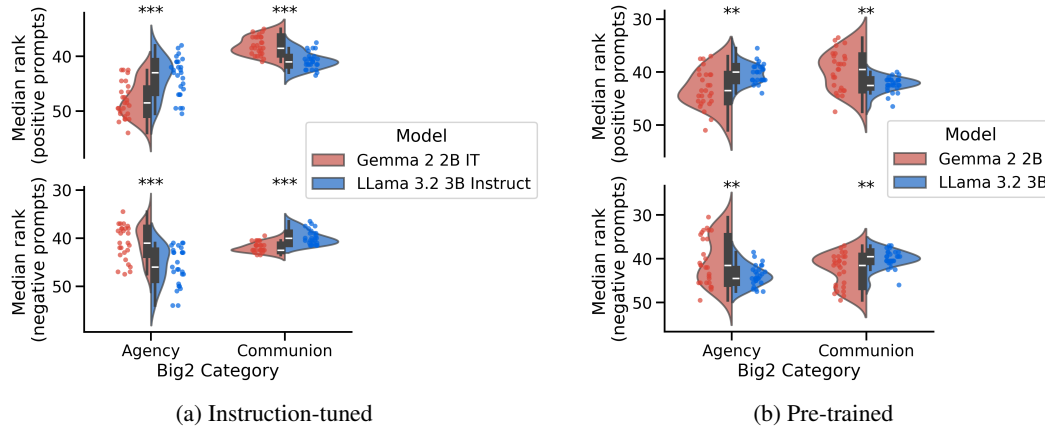 Median rank
(positive prompts)
40
50
***
***
Median rank
(negative prompts)
30
40
50
***
***
Agency
Communion
Big2 Category
Model
Gemma 2 2B IT
LLama 3.2 3B Instruct
(a) Instruction-tuned
Median rank
(positive prompts)
30
40
50
**
**
Median rank
(negative prompts)
30
40
50
**
**
Agency
Communion
Big2 Category
Model
Gemma 2 2B
LLama 3.2 3B
(b) Pre-trained